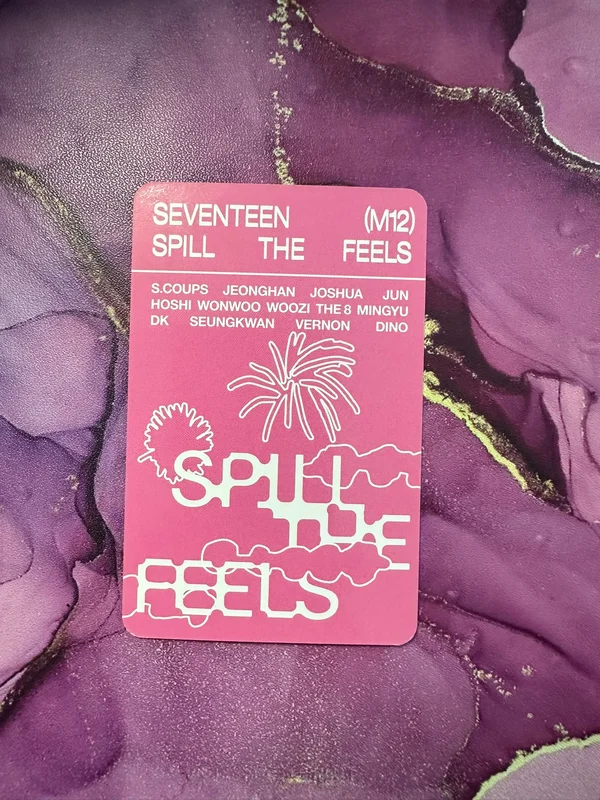 SEVENTEEN (M12)
SPILL THE FEELS
S.COUPS JEONGHAN JOSHUA JUN
HOSHI WONWOO WOOZI THE 8 MINGYU
DK SEUNGKWAN VERNON DINO
SPILL
THE
FEELS